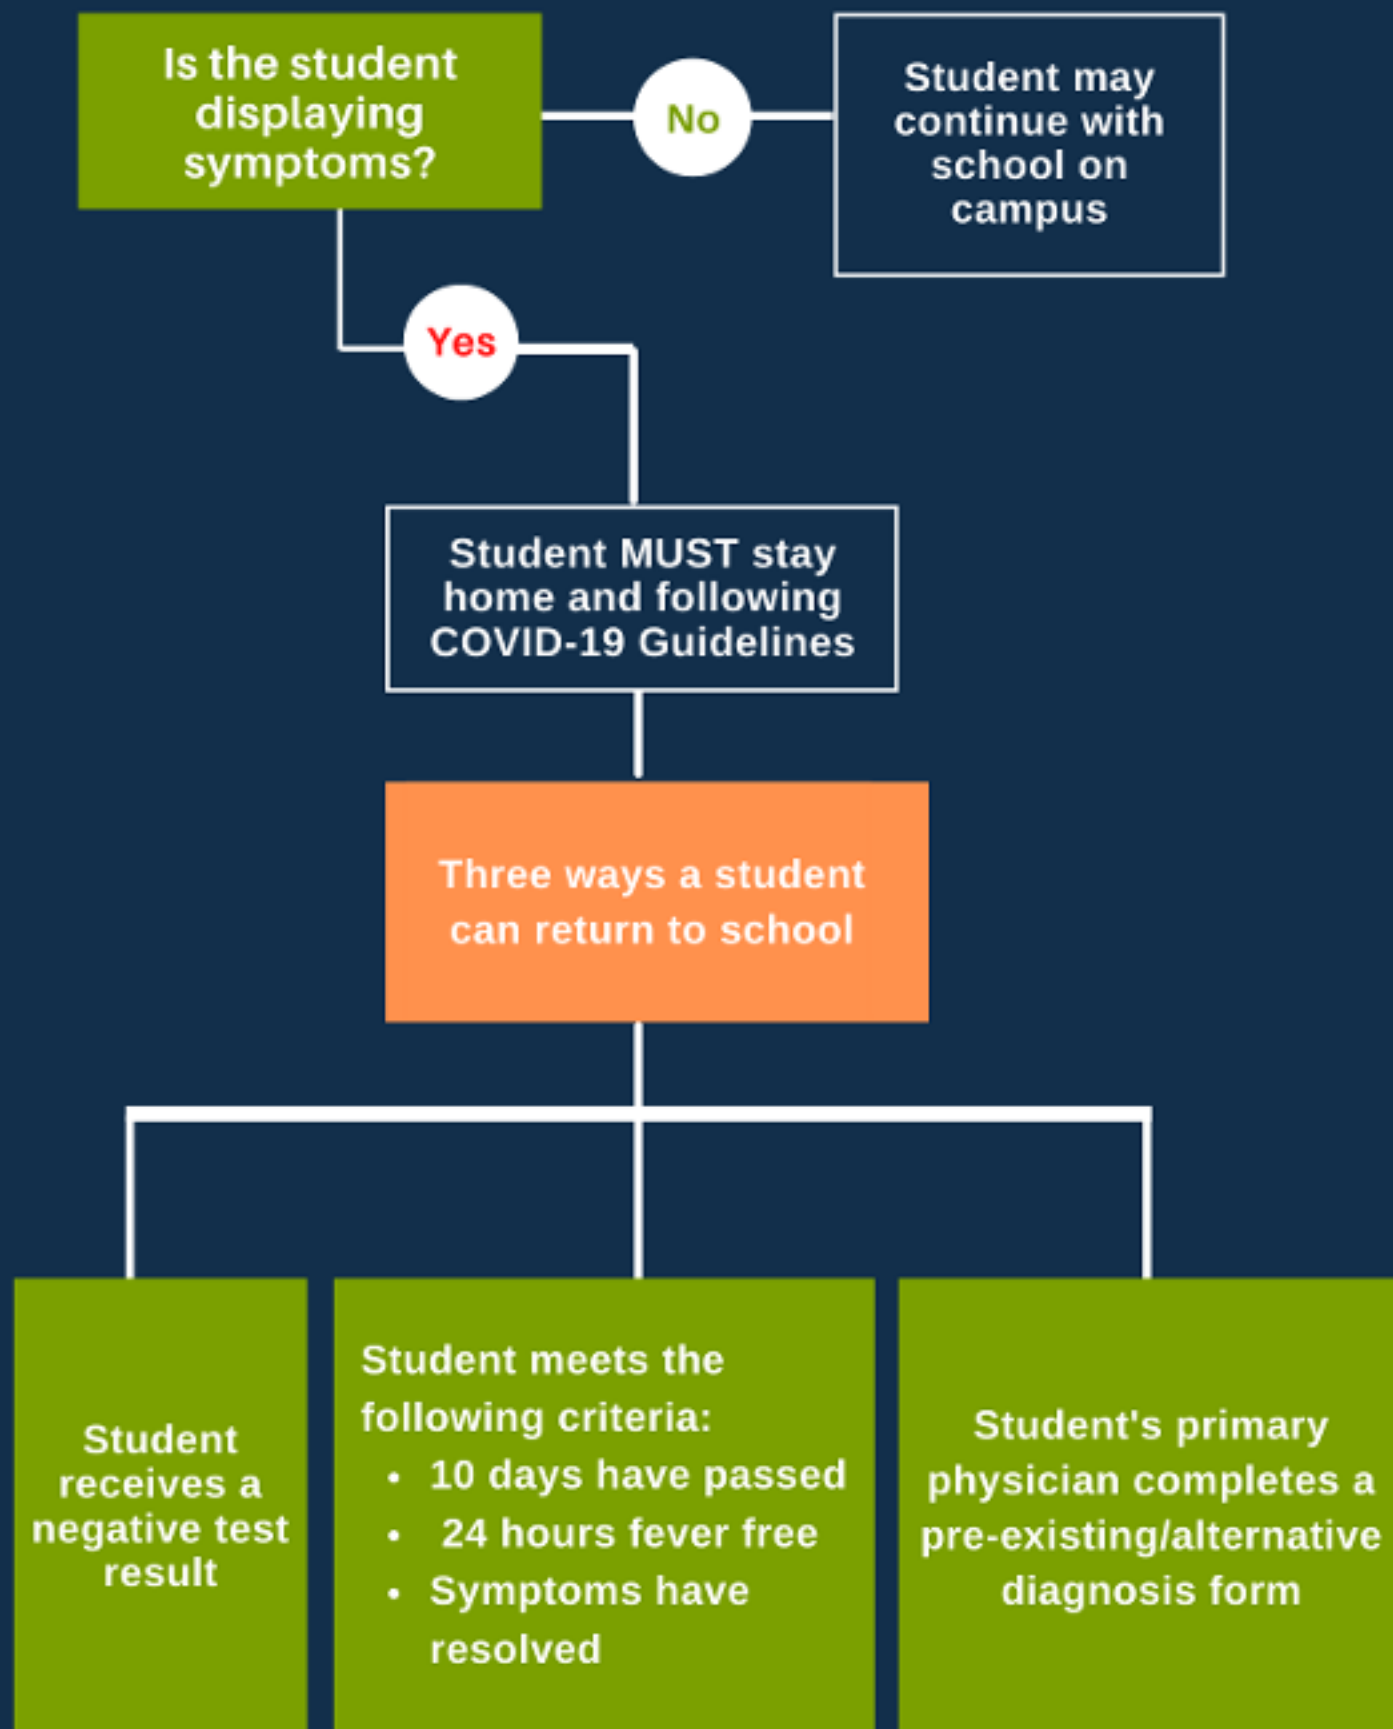 Is the student
displaying
symptoms?
No
Student may
continue with
school on
campus
Yes
Student MUST stay
home and following
COVID-19 Guidelines
Three ways a student
can return to school
Student
receives a
negative test
result
Student meets the
following criteria:
• 10 days have passed
• 24 hours fever free
• Symptoms have
resolved
Student's primary
physician completes a
pre-existing/alternative
diagnosis form